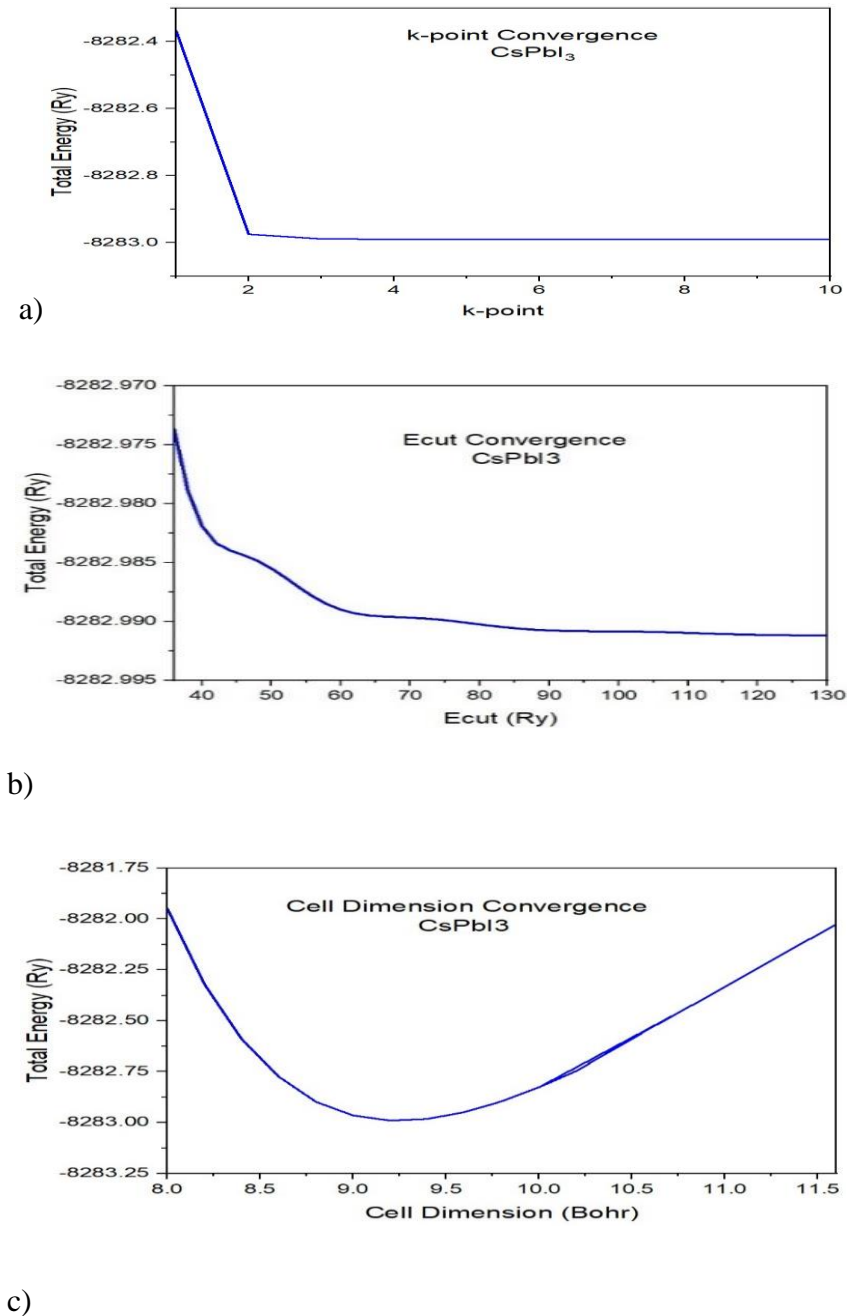 k-point Convergence
CsPbI₃
Total Energy (Ry)
-8282.4
-8282.6
-8282.8
-8283.0
2 4 6 8 10
k-point
a)
Ecut Convergence
CsPbI3
Total Energy (Ry)
-8282.970
-8282.975
-8282.980
-8282.985
-8282.990
-8282.995
40 50 60 70 80 90 100 110 120 130
Ecut (Ry)
b)
Cell Dimension Convergence
CsPbI3
Total Energy (Ry)
-8281.75
-8282.00
-8282.25
-8282.50
-8282.75
-8283.00
-8283.25
8.0 8.5 9.0 9.5 10.0 10.5 11.0 11.5
Cell Dimension (Bohr)
c)